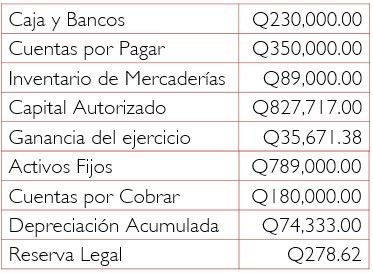 Caja y Bancos Q230,000.00
Cuentas por Pagar Q350,000.00
Inventario de Mercaderías Q89,000.00
Capital Autorizado Q827,717.00
Ganancia del ejercicio Q35,671.38
Activos Fijos Q789,000.00
Cuentas por Cobrar Q180,000.00
Depreciación Acumulada Q74,333.00
Reserva Legal Q278.62